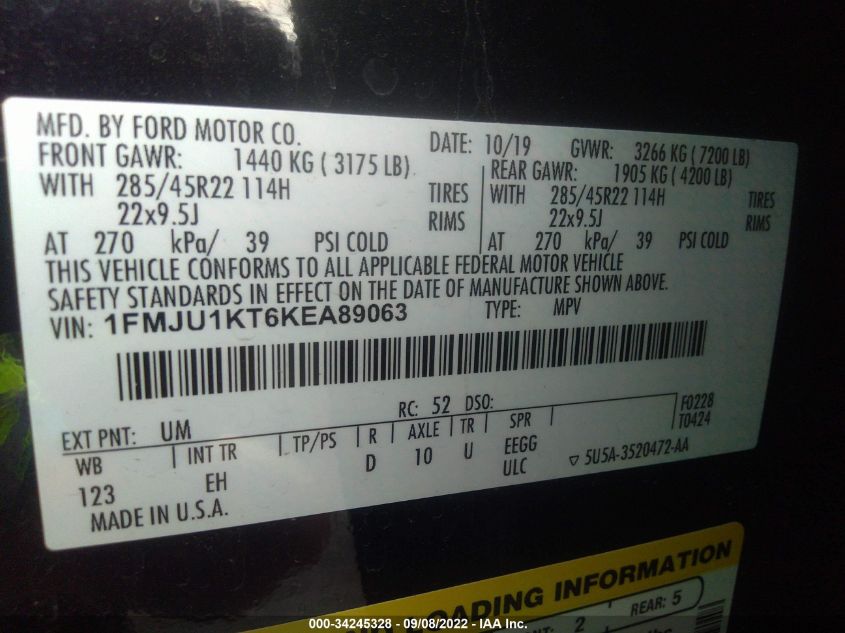 MFD. BY FORD MOTOR CO. DATE: 10/19 GVWR: 3266 KG ( 7200 LB)
FRONT GAWR: 1440 KG ( 3175 LB) REAR GAWR: 1905 KG ( 4200 LB)
WITH 285/45R22 114H TIRES WITH 285/45R22 114H TIRES
22x9.5J RIMS 22x9.5J RIMS
AT 270 kPa/ 39 PSI COLD AT 270 kPa/ 39 PSI COLD
THIS VEHICLE CONFORMS TO ALL APPLICABLE FEDERAL MOTOR VEHICLE
SAFETY STANDARDS IN EFFECT ON THE DATE OF MANUFACTURE SHOWN ABOVE.
VIN: 1FMJU1KT6KEA89063 TYPE: MPV
EXT PNT: UM RC: 52 DSO: F0228
T0424
WB INT TR TP/PS R AXLE TR SPR
123 EH D 10 U EEGG
ULC 5U5A-3520472-AA
MADE IN U.S.A.
LOADING INFORMATION
2 REAR: 5
000-34245328 - 09/08/2022 - IAA Inc.